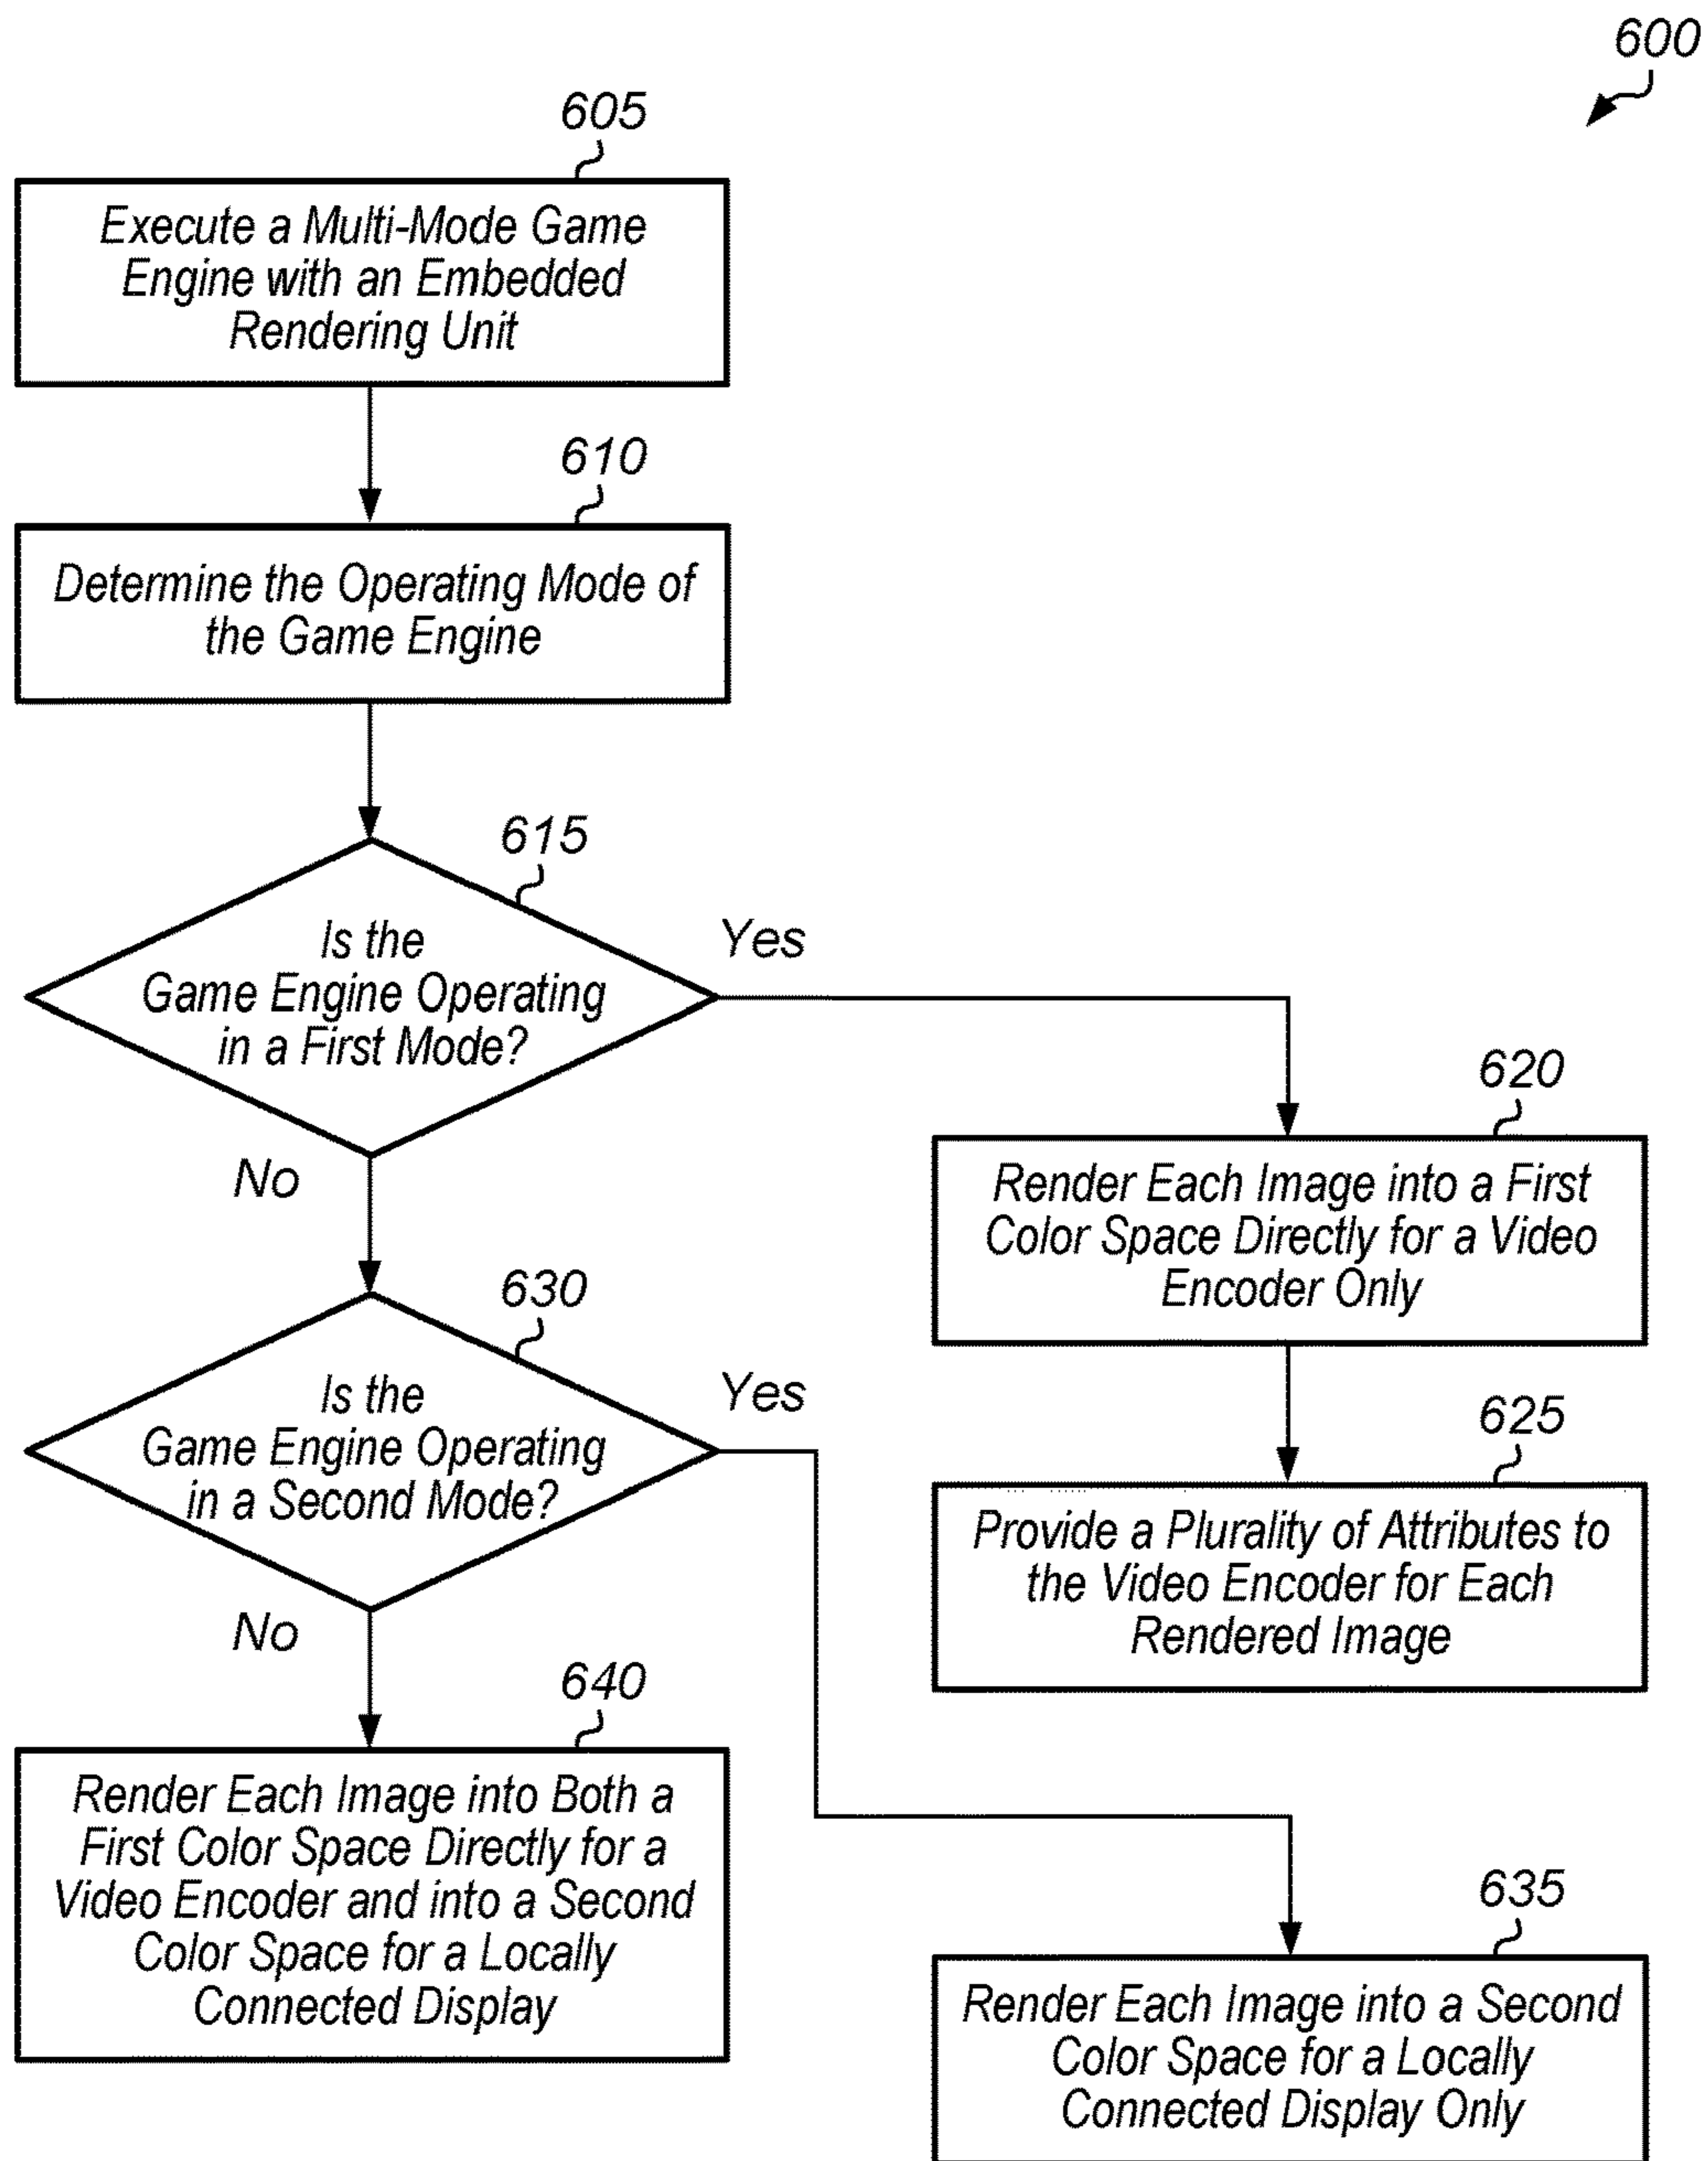 600
605
Execute a Multi-Mode Game
Engine with an Embedded
Rendering Unit
610
Determine the Operating Mode of
the Game Engine
615
Is the
Game Engine Operating
in a First Mode?
Yes
No
620
Render Each Image into a First
Color Space Directly for a Video
Encoder Only
625
Provide a Plurality of Attributes to
the Video Encoder for Each
Rendered Image
630
Is the
Game Engine Operating
in a Second Mode?
Yes
No
640
Render Each Image into Both a
First Color Space Directly for a
Video Encoder and into a Second
Color Space for a Locally
Connected Display
635
Render Each Image into a Second
Color Space for a Locally
Connected Display Only